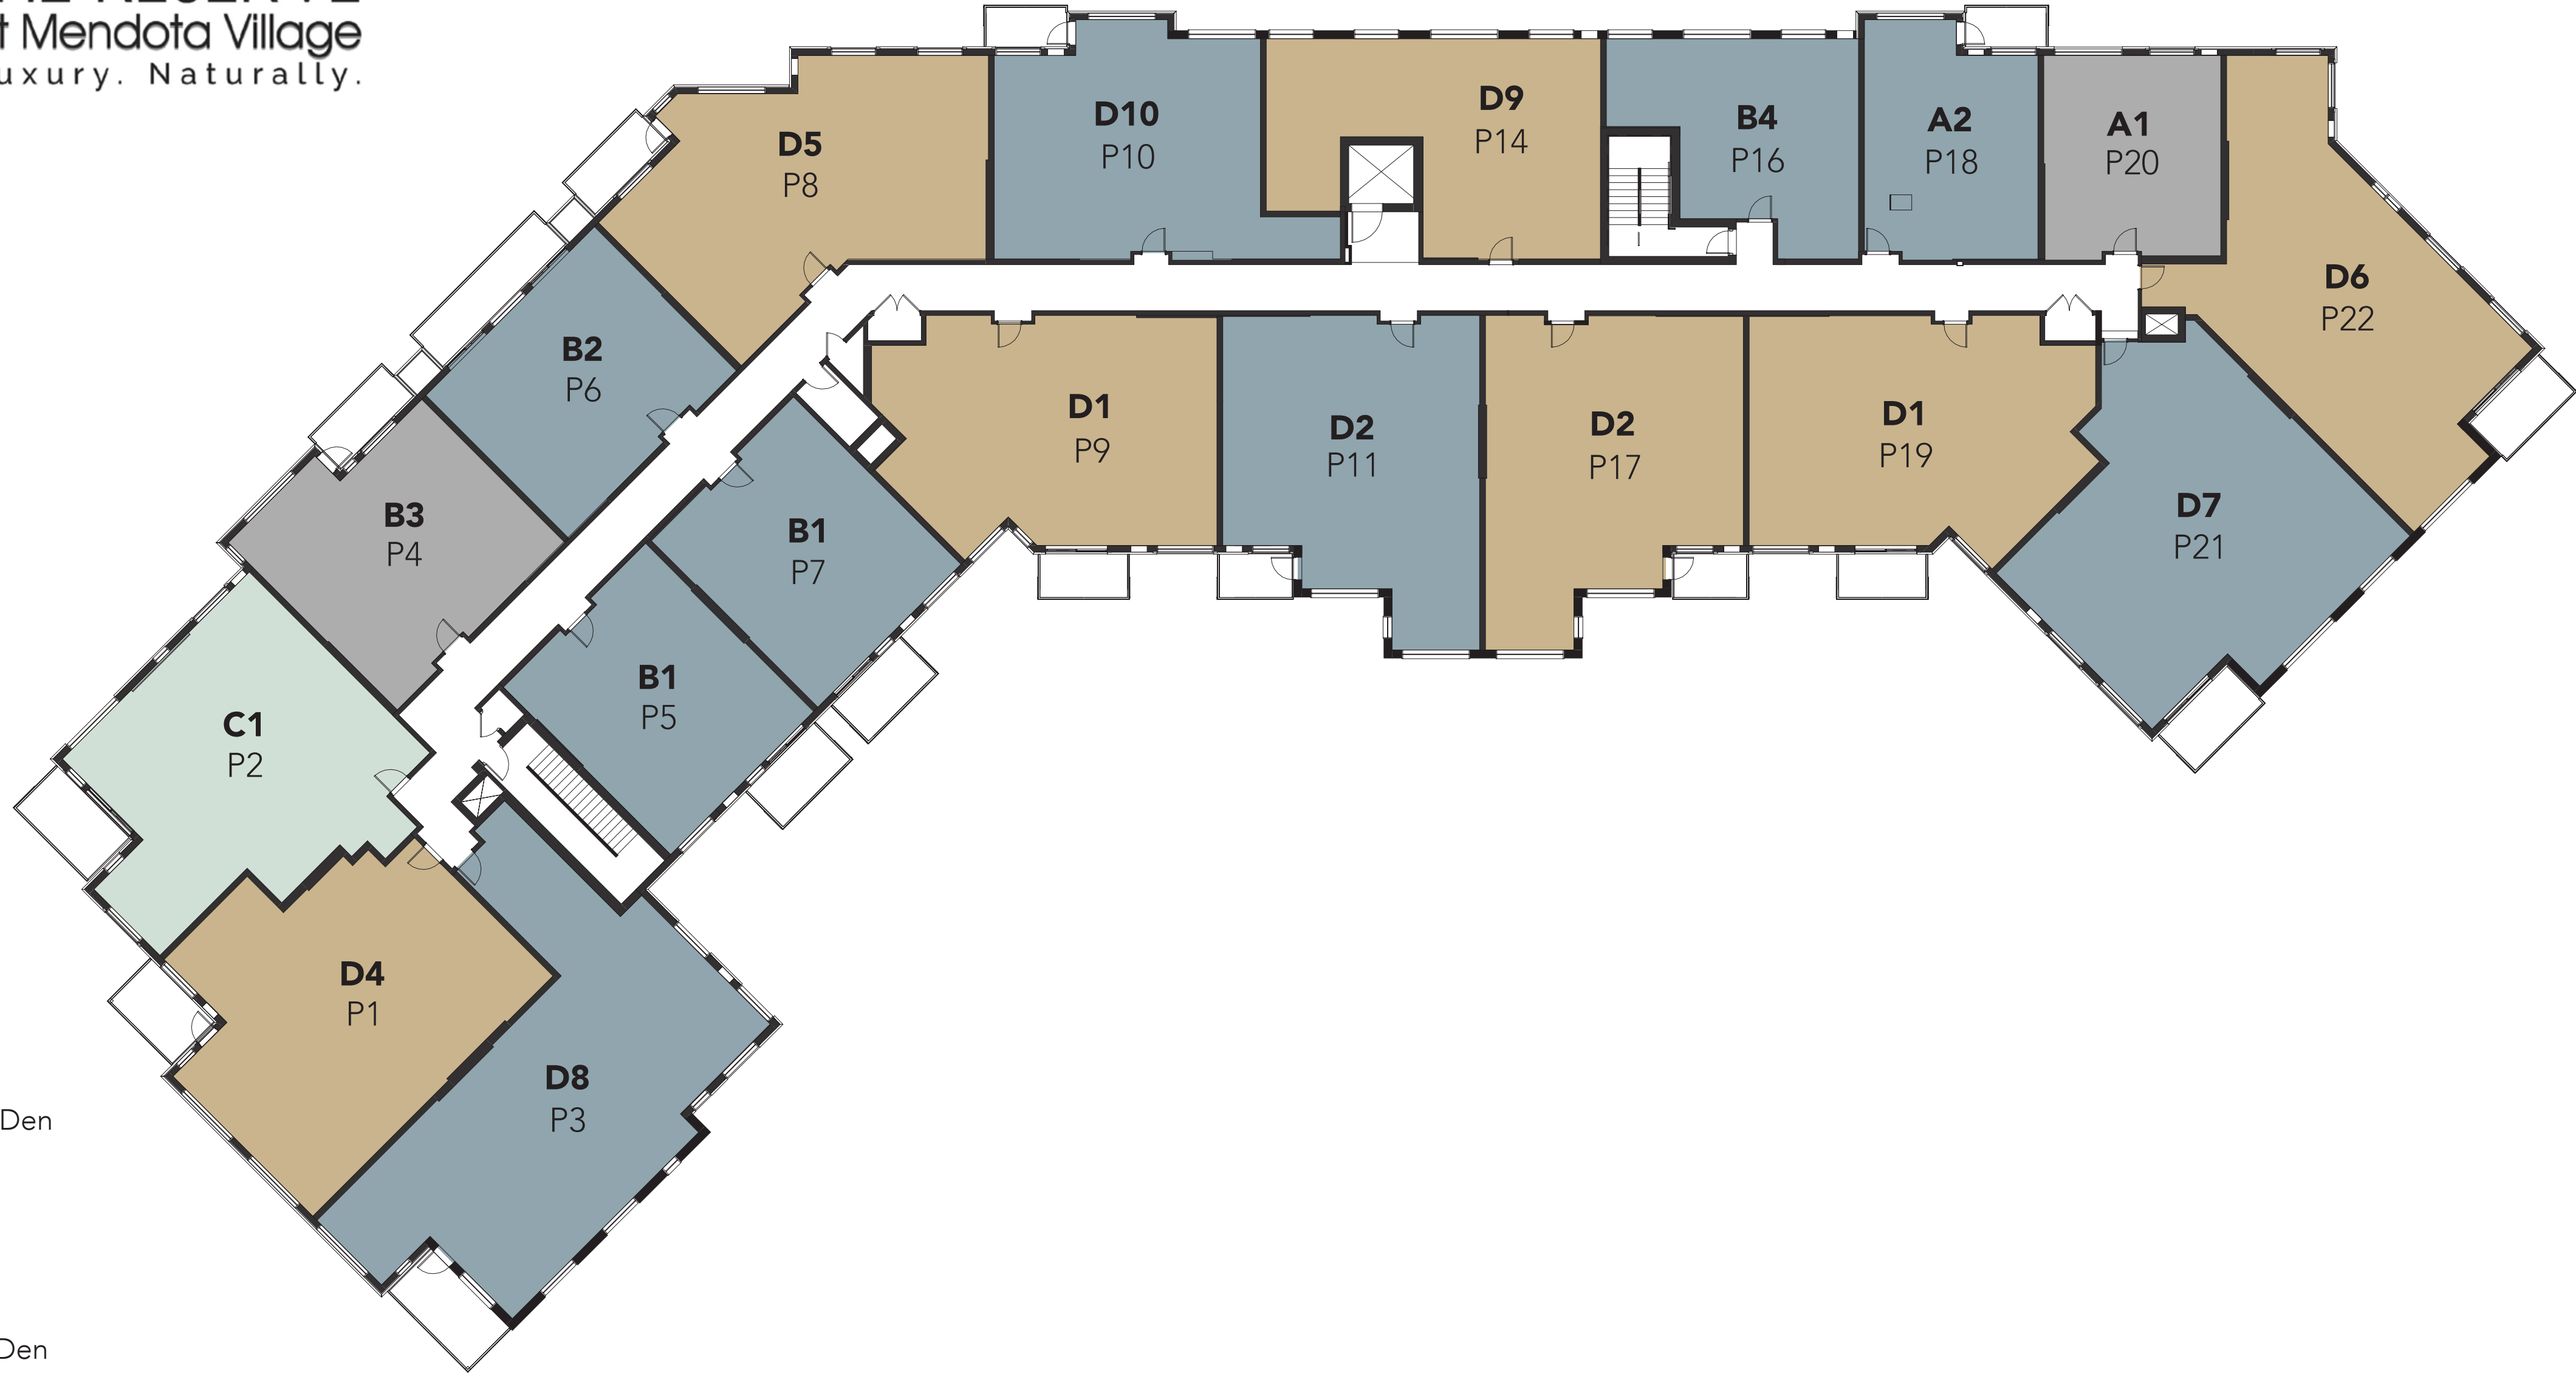 t Mendota Village
uxury. Naturally.
D5
P8
D10
P10
D9
P14
B4
P16
A2
P18
A1
P20
D6
P22
B2
P6
D1
P9
D2
P11
D2
P17
D1
P19
D7
P21
B3
P4
B1
P7
B1
P5
C1
P2
D4
P1
D8
P3
Den
Den